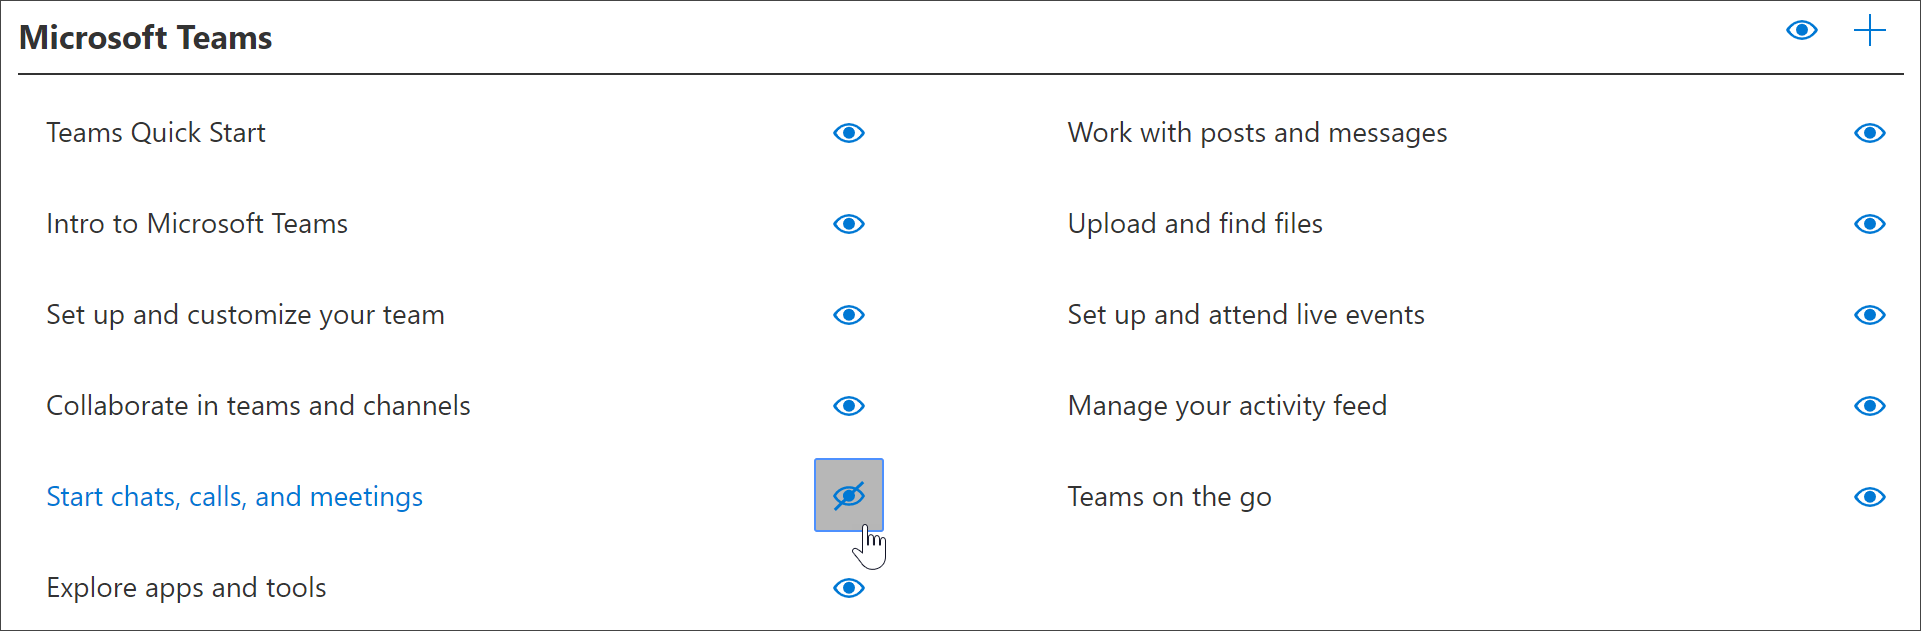 Microsoft Teams
Teams Quick Start
Intro to Microsoft Teams
Set up and customize your team
Collaborate in teams and channels
Start chats, calls, and meetings
Explore apps and tools
Work with posts and messages
Upload and find files
Set up and attend live events
Manage your activity feed
Teams on the go